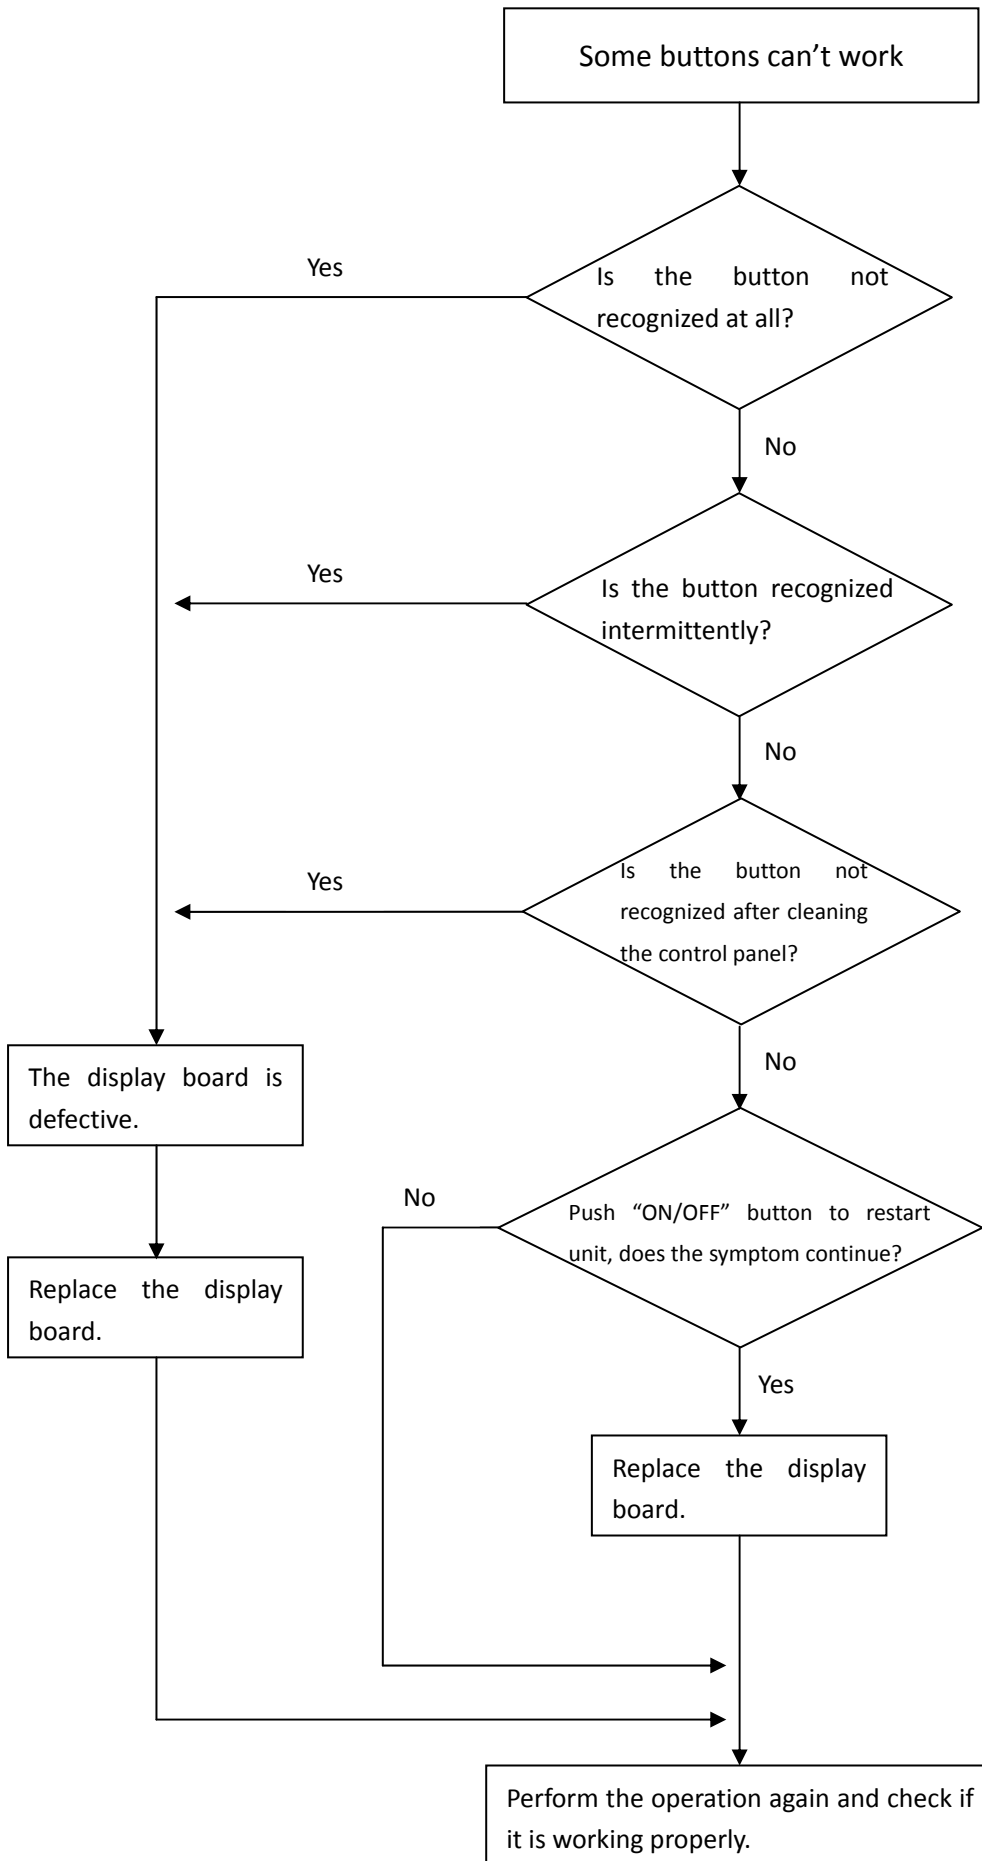 Some buttons can’t work
Yes
Is the button not
recognized at all?
No
Yes
Is the button recognized
intermittently?
No
Yes
Is the button not
recognized after cleaning
the control panel?
No
The display board is
defective.
No
Push “ON/OFF” button to restart
unit, does the symptom continue?
Replace the display
board.
Yes
Replace the display
board.
Perform the operation again and check if
it is working properly.